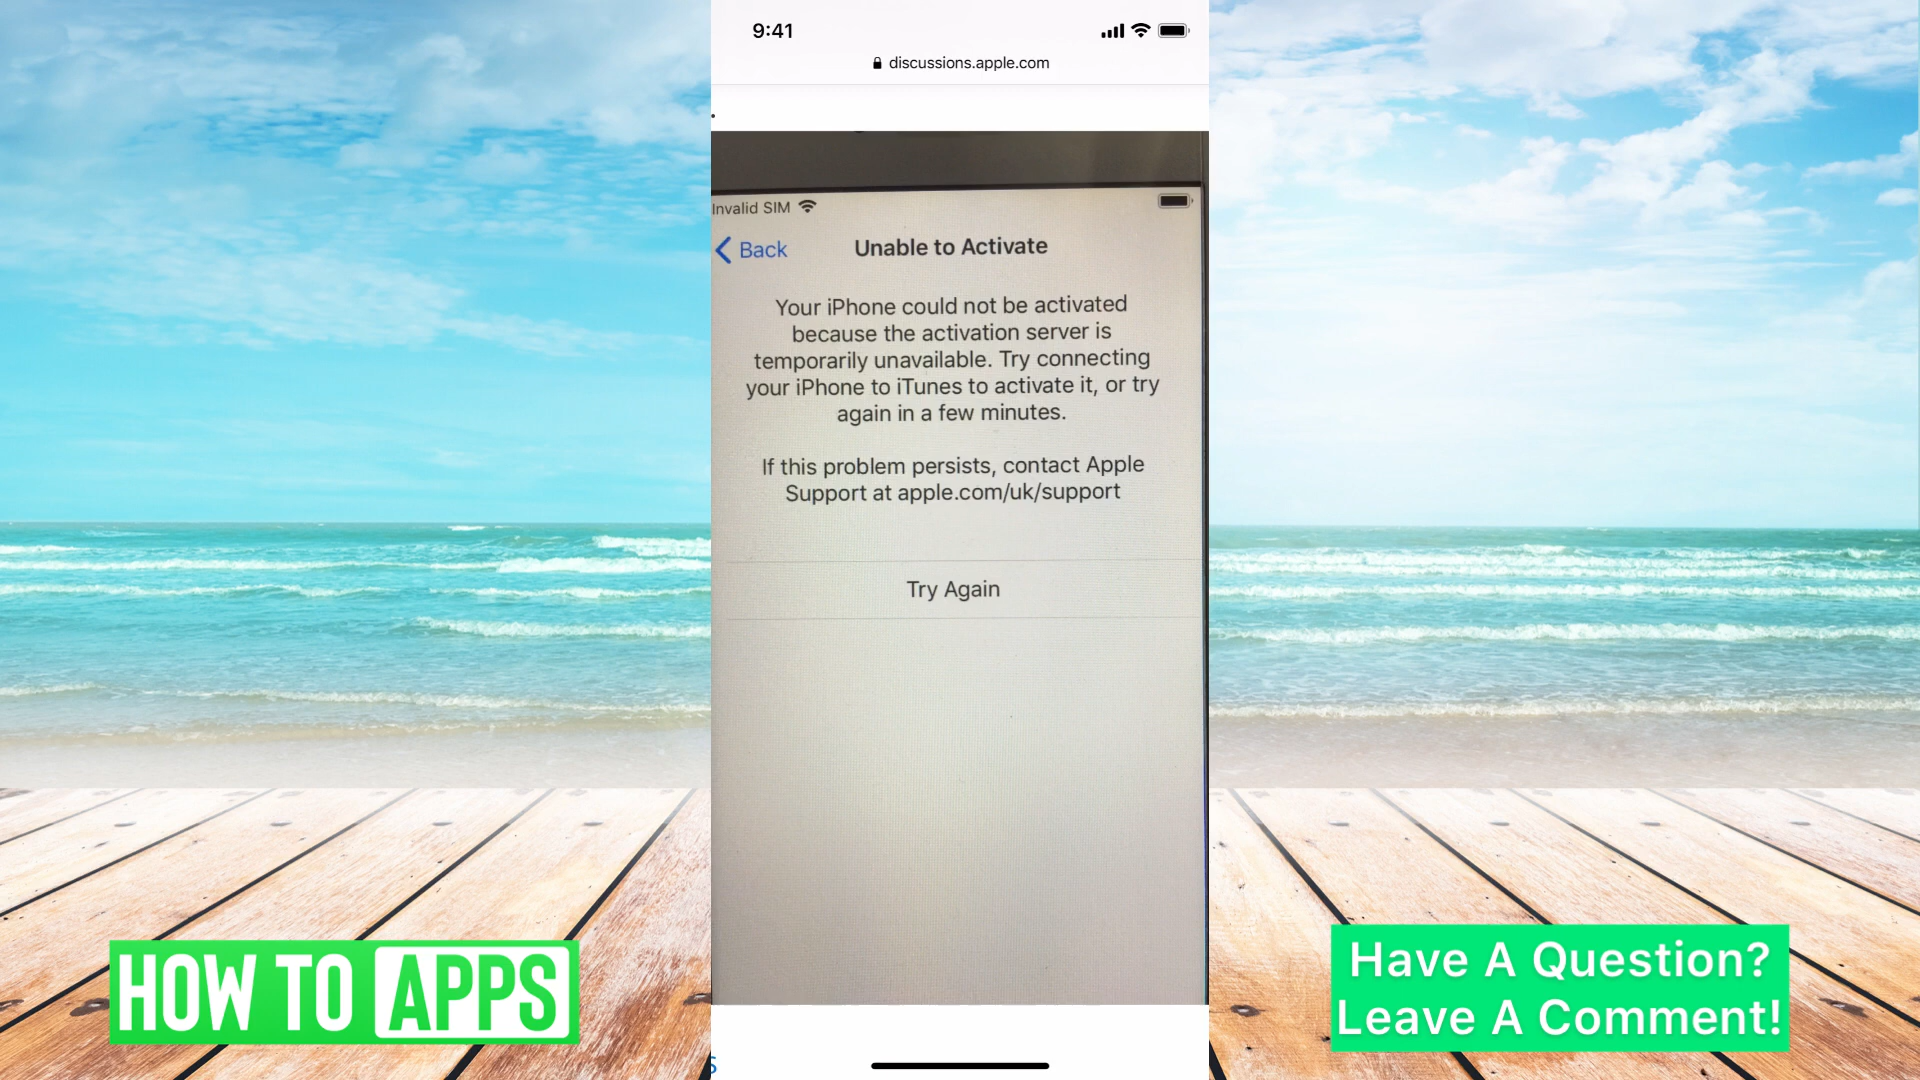 9:41
discussions.apple.com
Invalid SIM
Back
Unable to Activate
Your iPhone could not be activated
because the activation server is
temporarily unavailable. Try connecting
your iPhone to iTunes to activate it, or try
again in a few minutes.
If this problem persists, contact Apple
Support at apple.com/uk/support
Try Again
HOW TO APPS
Have A Question?
Leave A Comment!